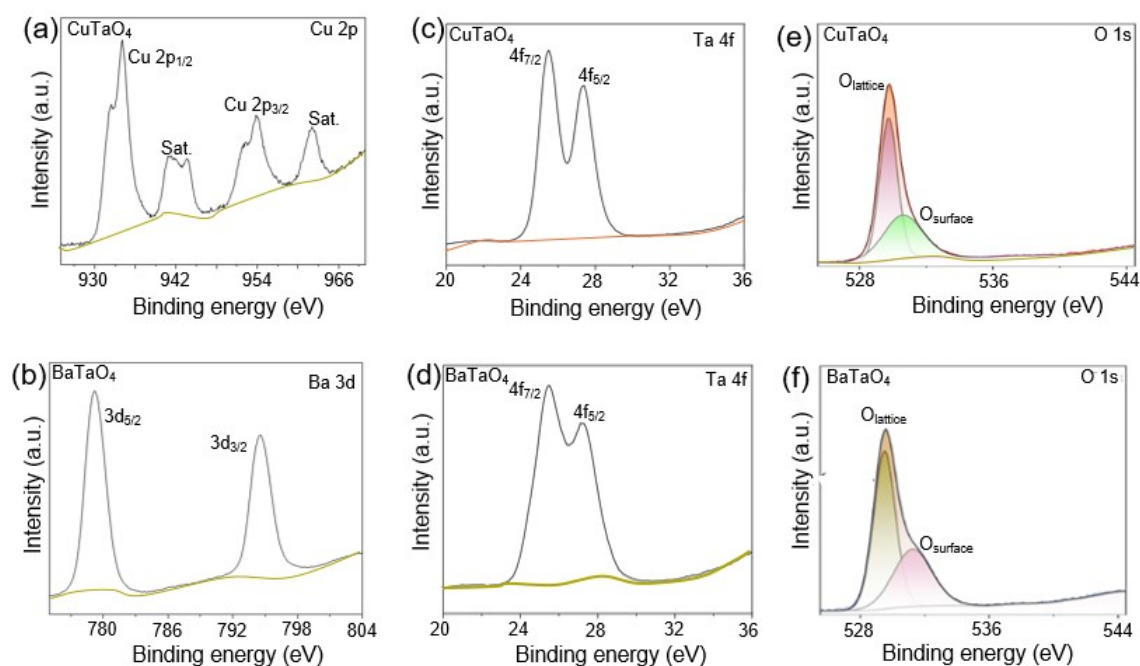 (a) CuTaO₄ Cu 2p
Cu 2p₁/₂
Sat.
Cu 2p₃/₂
Sat.
Intensity (a.u.)
930 942 954 966
Binding energy (eV)
(c) CuTaO₄ Ta 4f
4f₇/₂
4f₅/₂
Intensity (a.u.)
20 24 28 32 36
Binding energy (eV)
(e) CuTaO₄ O 1s
O lattice
O surface
Intensity (a.u.)
528 536 544
Binding energy (eV)
(b) BaTaO₄ Ba 3d
3d₅/₂
3d₃/₂
Intensity (a.u.)
780 786 792 798 804
Binding energy (eV)
(d) BaTaO₄ Ta 4f
4f₇/₂
4f₅/₂
Intensity (a.u.)
20 24 28 32 36
Binding energy (eV)
(f) BaTaO₄ O 1s
O lattice
O surface
Intensity (a.u.)
528 536 544
Binding energy (eV)